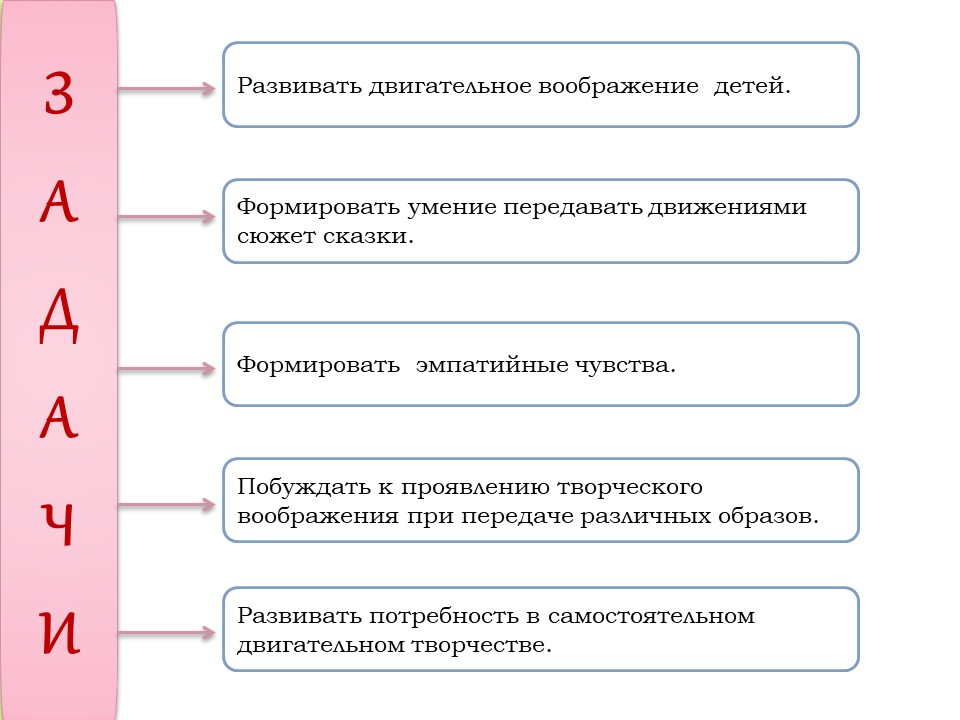 З
А
Д
А
Ч
И
Развивать двигательное воображение  детей.
Формировать умение передавать движениями
сюжет сказки.
Формировать  эмпатийные чувства.
Побуждать к проявлению творческого
воображения при передаче различных образов.
Развивать потребность в самостоятельном
двигательном творчестве.